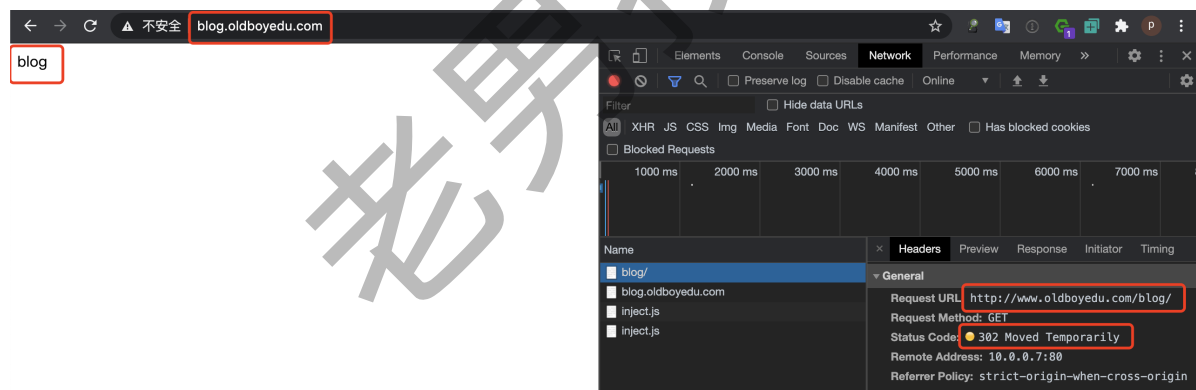 不安全 blog.oldboyedu.com
blog
Elements Console Sources Network Performance Memory
Preserve log Disable cache Online
Filter Hide data URLs
All XHR JS CSS Img Media Font Doc WS Manifest Other Has blocked cookies
Blocked Requests
1000 ms 2000 ms 3000 ms 4000 ms 5000 ms 6000 ms 7000 ms
Name
blog/
blog.oldboyedu.com
inject.js
inject.js
Headers Preview Response Initiator Timing
General
Request URL: http://www.oldboyedu.com/blog/
Request Method: GET
Status Code: 302 Moved Temporarily
Remote Address: 10.0.0.7:80
Referrer Policy: strict-origin-when-cross-origin
老男